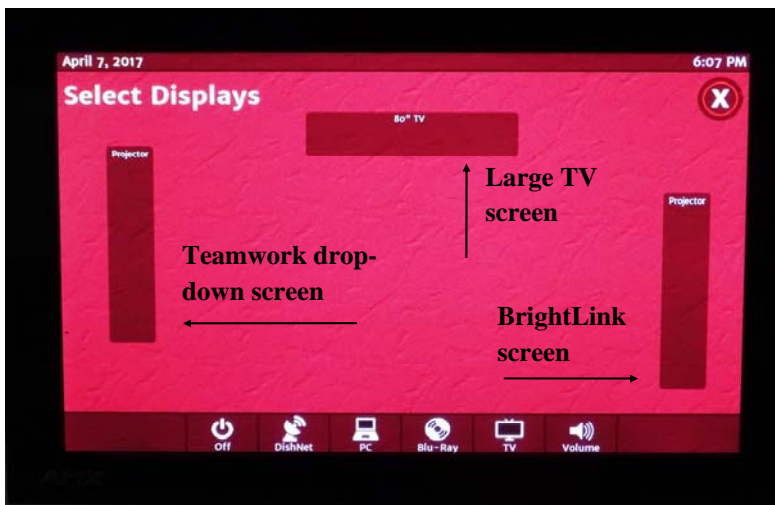 April 7, 2017 6:07 PM
Select Displays X
80" TV
Projector
Large TV
screen
Projector
Teamwork drop-
down screen
BrightLink
screen
Off DishNet PC Blu-Ray TV Volume
AMX